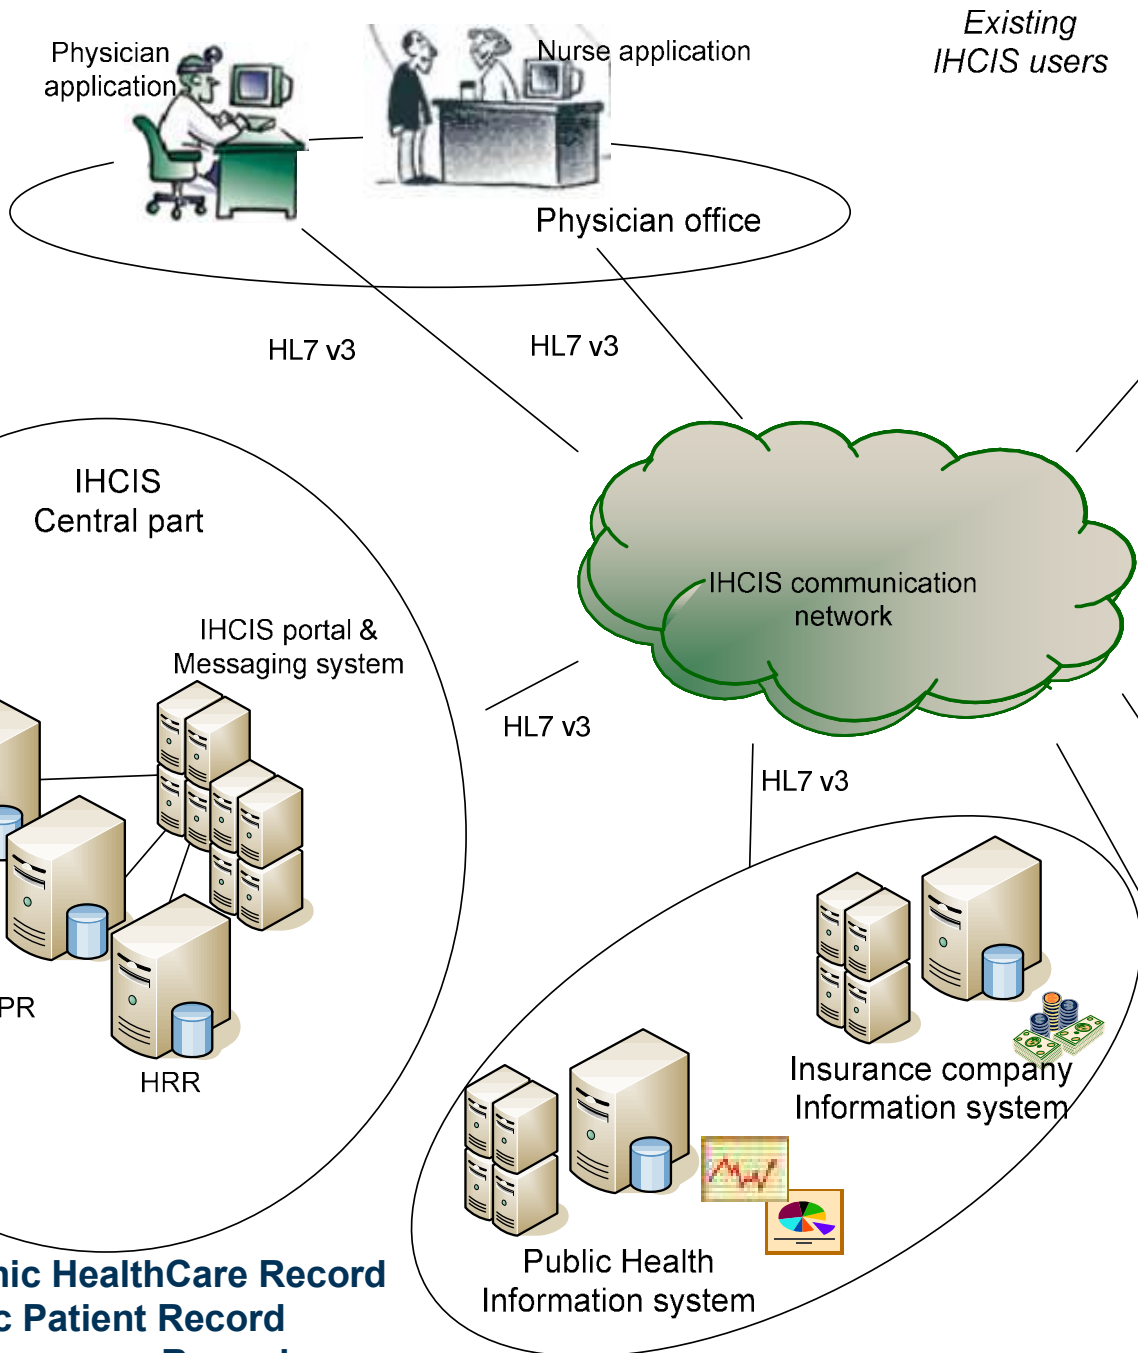 Existing
IHCIS users
Physician
application
Nurse application
Physician office
HL7 v3
HL7 v3
IHCIS
Central part
IHCIS communication
network
IHCIS portal &
Messaging system
HL7 v3
HL7 v3
PR
HRR
Insurance company
Information system
Public Health
Information system
nic HealthCare Record
c Patient Record